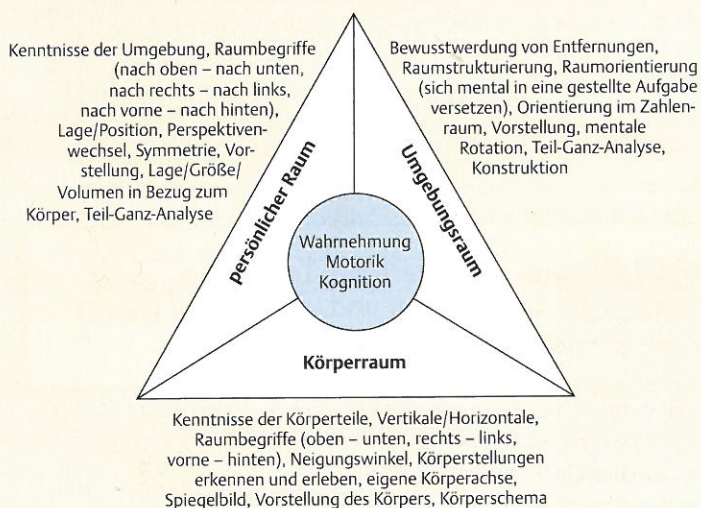 Kenntnisse der Umgebung, Raumbegriffe
(nach oben – nach unten,
nach rechts – nach links,
nach vorne – nach hinten),
Lage/Position, Perspektiven-
wechsel, Symmetrie, Vor-
stellung, Lage/Größe/
Volumen in Bezug zum
Körper, Teil-Ganz-Analyse
Bewusstwerdung von Entfernungen,
Raumstrukturierung, Raumorientierung
(sich mental in eine gestellte Aufgabe
versetzen), Orientierung im Zahlen-
raum, Vorstellung, mentale
Rotation, Teil-Ganz-Analyse,
Konstruktion
persönlicher Raum
Umgebungsraum
Wahrnehmung
Motorik
Kognition
Körperraum
Kenntnisse der Körperteile, Vertikale/Horizontale,
Raumbegriffe (oben – unten, rechts – links,
vorne – hinten), Neigungswinkel, Körperstellungen
erkennen und erleben, eigene Körperachse,
Spiegelbild, Vorstellung des Körpers, Körperschema